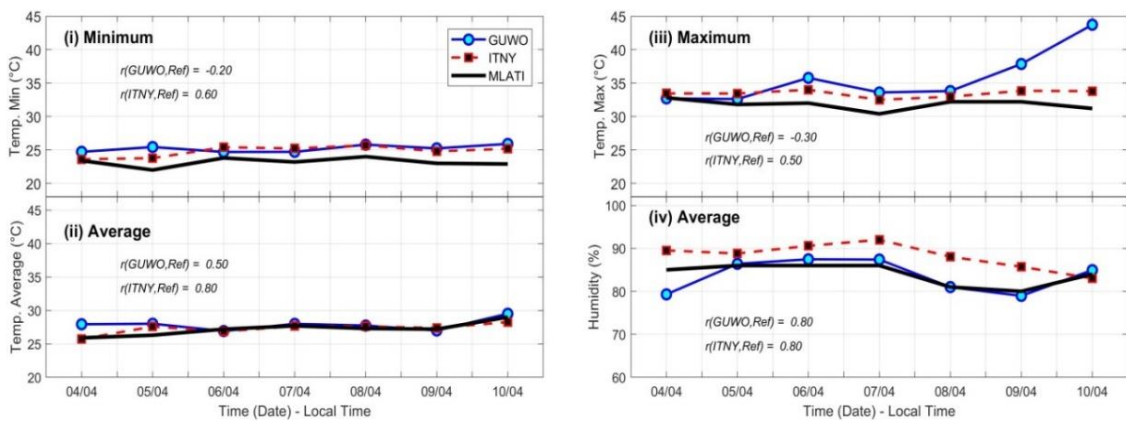 (i) Minimum
r(GUWO,Ref) = -0.20
r(ITNY,Ref) = 0.60
GUWO
ITNY
MLATI
Temp. Min (°C)
45
40
35
30
25
20
(ii) Average
r(GUWO,Ref) = 0.50
r(ITNY,Ref) = 0.80
Temp. Average (°C)
45
40
35
30
25
20
04/04 05/04 06/04 07/04 08/04 09/04 10/04
Time (Date) - Local Time
(iii) Maximum
r(GUWO,Ref) = -0.30
r(ITNY,Ref) = 0.50
Temp. Max (°C)
45
40
35
30
25
20
(iv) Average
r(GUWO,Ref) = 0.80
r(ITNY,Ref) = 0.80
Humidity (%)
100
90
80
70
60
04/04 05/04 06/04 07/04 08/04 09/04 10/04
Time (Date) - Local Time